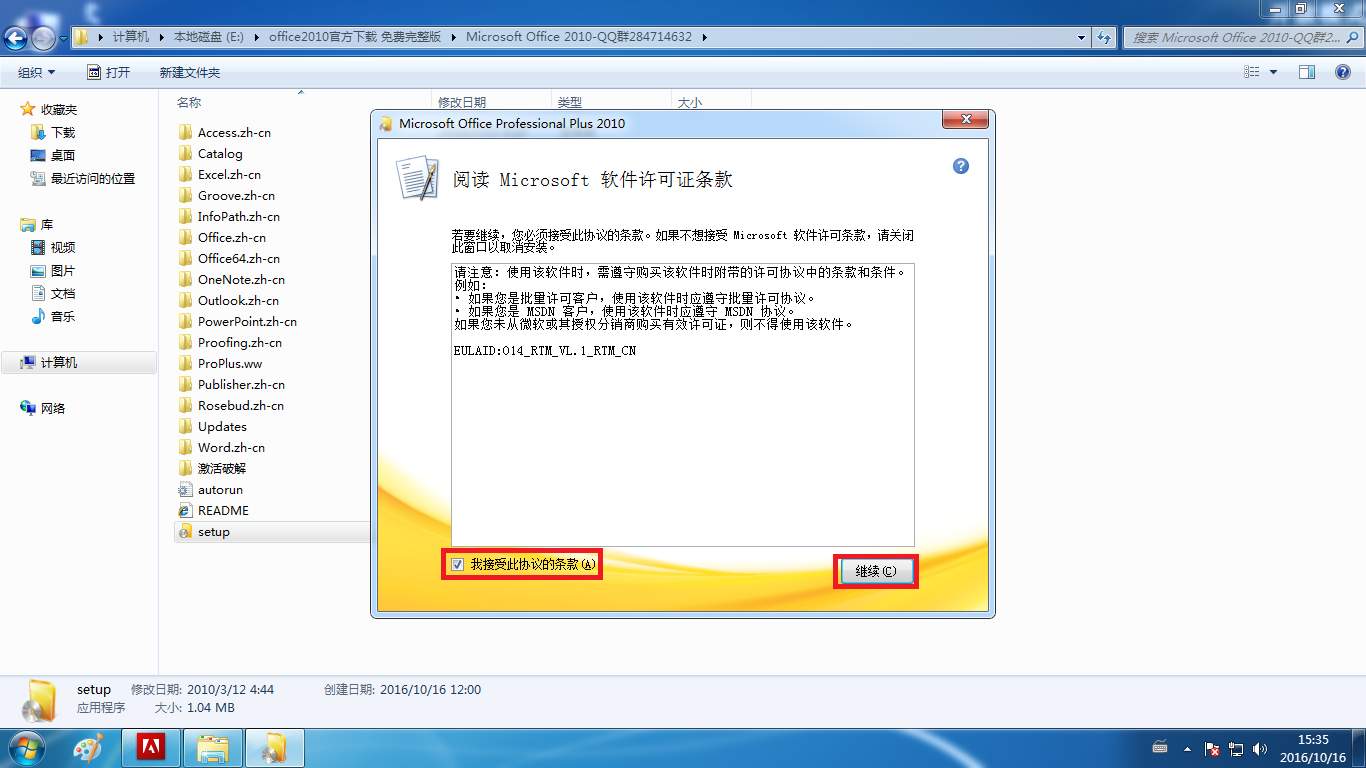 计算机 ▸ 本地磁盘 (E:) ▸ office2010官方下载 免费完整版 ▸ Microsoft Office 2010-QQ群284714632 ▸
搜索 Microsoft Office 2010-QQ群2...
组织 打开 新建文件夹
名称 修改日期 类型 大小
收藏夹
下载
桌面
最近访问的位置
库
视频
图片
文档
音乐
计算机
网络
Access.zh-cn
Catalog
Excel.zh-cn
Groove.zh-cn
InfoPath.zh-cn
Office.zh-cn
Office64.zh-cn
OneNote.zh-cn
Outlook.zh-cn
PowerPoint.zh-cn
Proofing.zh-cn
ProPlus.ww
Publisher.zh-cn
Rosebud.zh-cn
Updates
Word.zh-cn
激活破解
autorun
README
setup
Microsoft Office Professional Plus 2010
阅读 Microsoft 软件许可证条款
若要继续，您必须接受此协议的条款。如果不想接受 Microsoft 软件许可条款，请关闭
此窗口以取消安装。
请注意：使用该软件时，需遵守购买该软件时附带的许可协议中的条款和条件。
例如：
• 如果您是批量许可客户，使用该软件时应遵守批量许可协议。
• 如果您是 MSDN 客户，使用该软件时应遵守 MSDN 协议。
如果您未从微软或其授权分销商购买有效许可证，则不得使用该软件。
EULAID:O14_RTM_VL.1_RTM_CN
我接受此协议的条款(A)
继续(C)
setup 修改日期: 2010/3/12 4:44 创建日期: 2016/10/16 12:00
应用程序 大小: 1.04 MB
15:35
2016/10/16